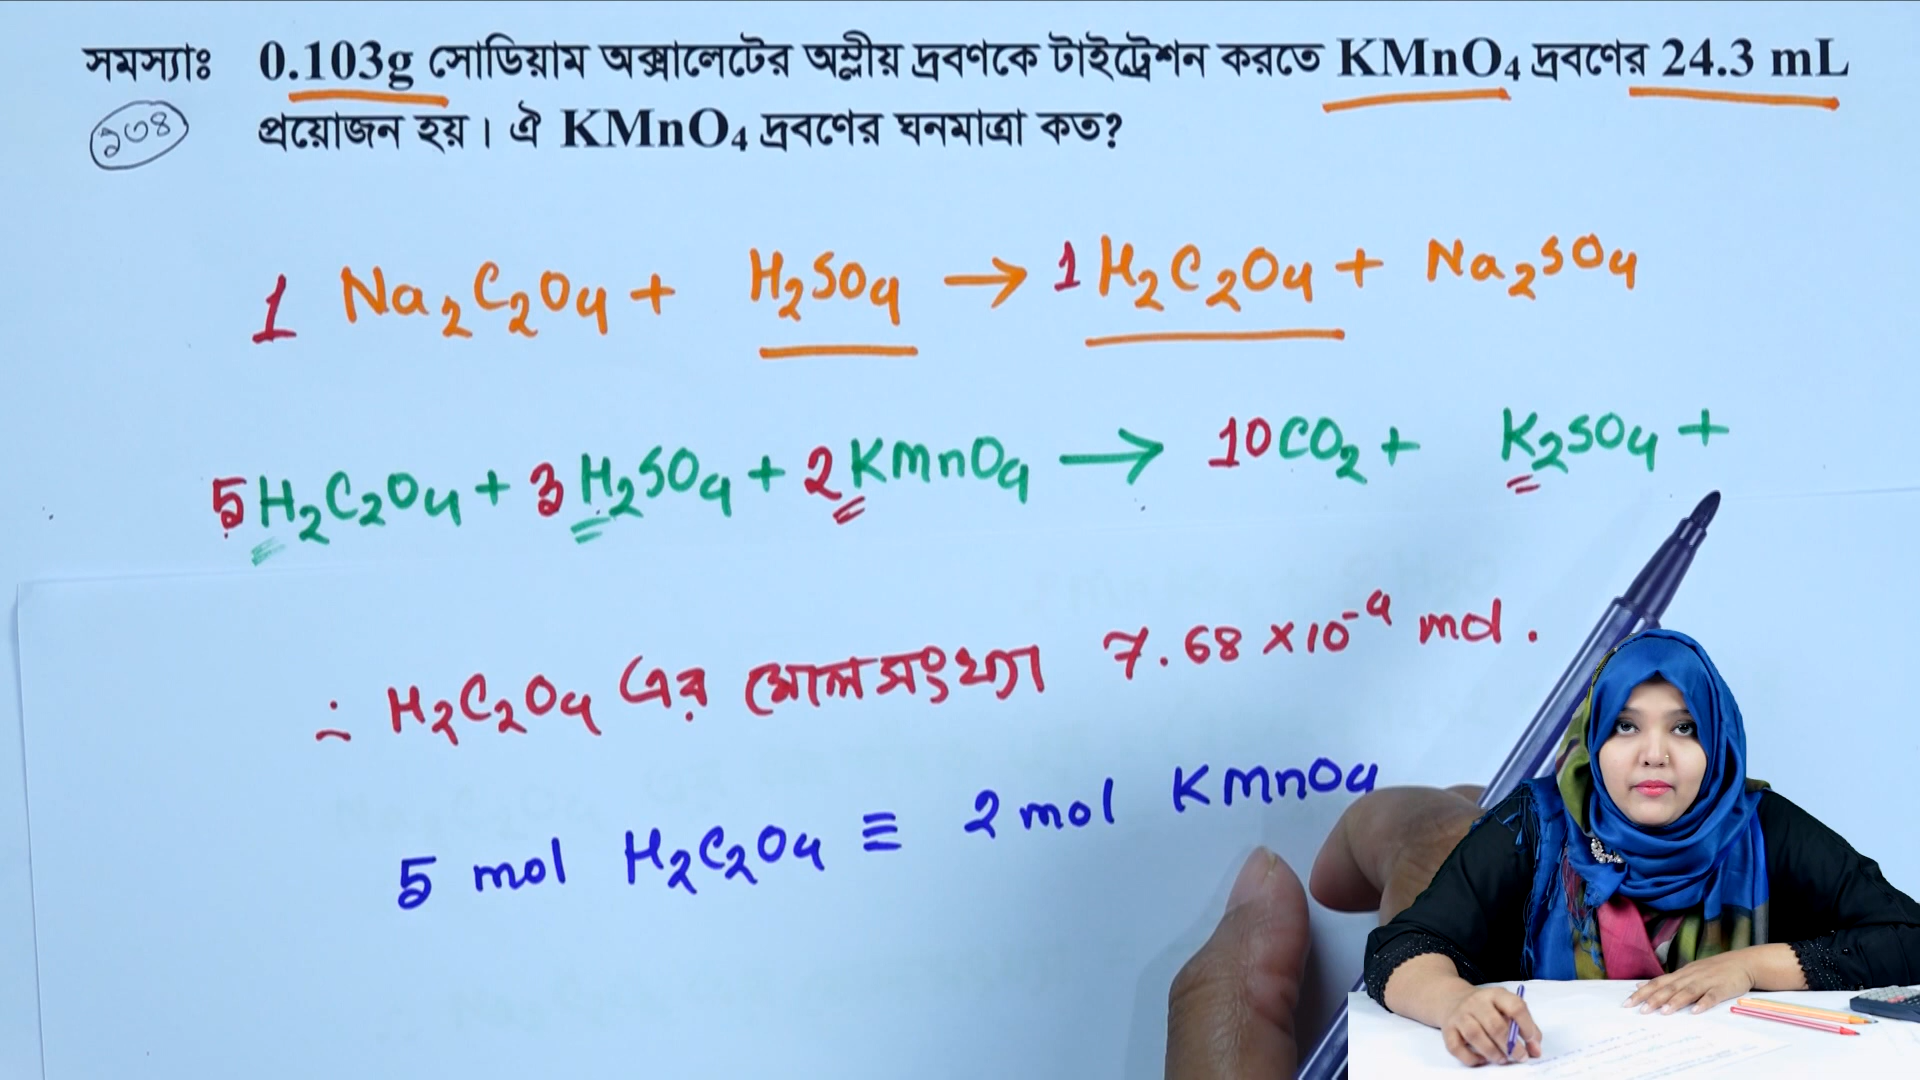 সমস্যাঃ 0.103g সোডিয়াম অক্সালেটের অম্লীয় দ্রবণকে টাইট্রেশন করতে KMnO₄ দ্রবণের 24.3 mL
প্রয়োজন হয়। ঐ KMnO₄ দ্রবণের ঘনমাত্রা কত?
১৩৪
1 Na₂C₂O₄ + H₂SO₄ → 1 H₂C₂O₄ + Na₂SO₄
5 H₂C₂O₄ + 3 H₂SO₄ + 2 KMnO₄ → 10 CO₂ + K₂SO₄ +
∴ H₂C₂O₄ এর মোলসংখ্যা 7.68 × 10⁻⁴ mol.
5 mol H₂C₂O₄ ≡ 2 mol KMnO₄